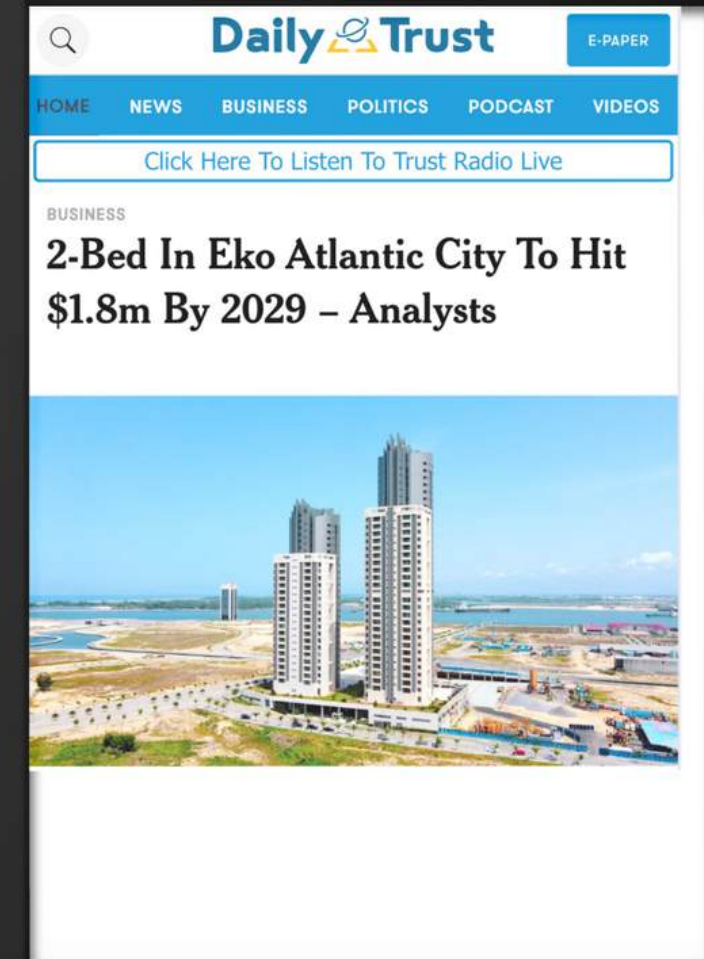 Daily Trust
E-PAPER
HOME NEWS BUSINESS POLITICS PODCAST VIDEOS
Click Here To Listen To Trust Radio Live
BUSINESS
2-Bed In Eko Atlantic City To Hit
$1.8m By 2029 – Analysts